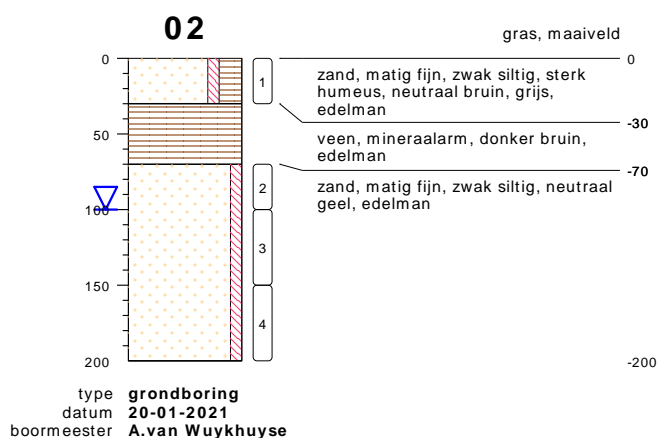 02
gras, maaiveld
0
0
1
zand, matig fijn, zwak siltig, sterk
humeus, neutraal bruin, grijs,
edelman
-30
50
veen, mineraalarm, donker bruin,
edelman
-70
2
zand, matig fijn, zwak siltig, neutraal
geel, edelman
100
3
150
4
200
-200
type grondboring
datum 20-01-2021
boormeester A.van Wuykhuyse